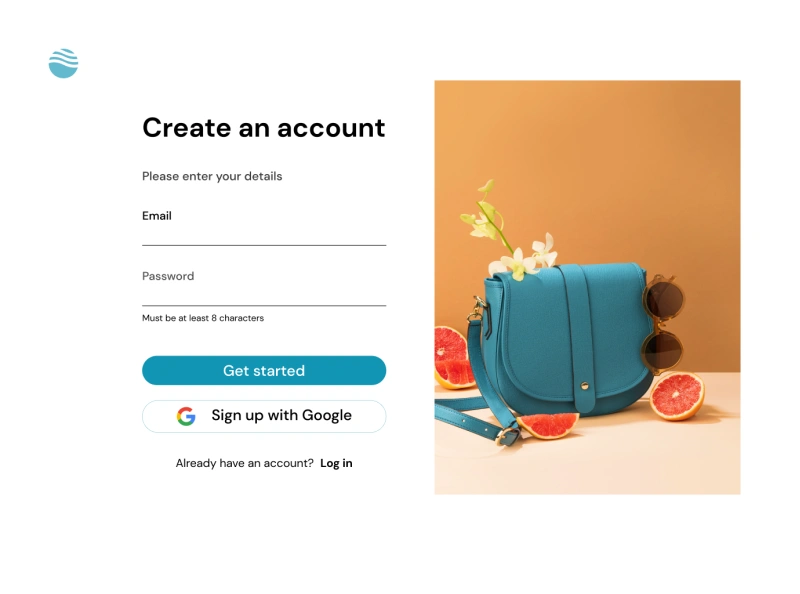 Create an account
Please enter your details
Email
Password
Must be at least 8 characters
Get started
Sign up with Google
Already have an account? Log in